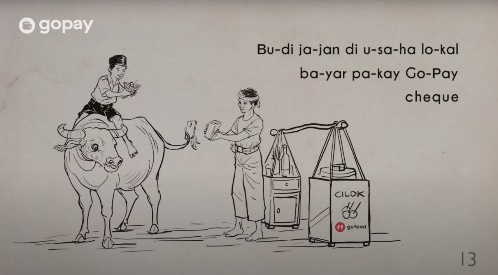 gopay
Bu-di ja-jan di u-sa-ha lo-kal
ba-yar pa-kay Go-Pay
cheque
CILOK
gofood
13